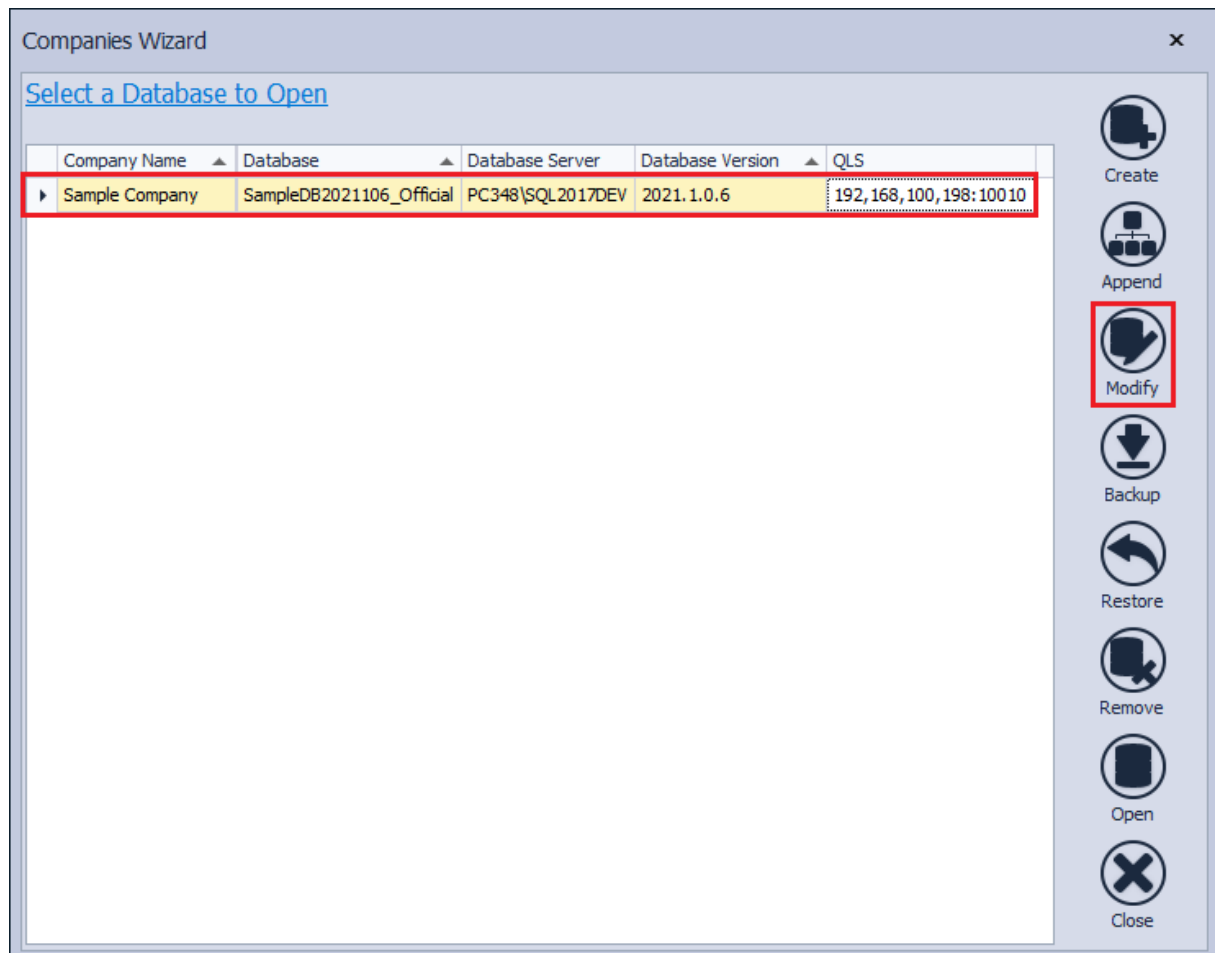 Companies Wizard
Select a Database to Open
Company Name Database Database Server Database Version QLS
Sample Company SampleDB2021106_Official PC348\SQL2017DEV 2021.1.0.6 192,168,100,198:10010
Create
Append
Modify
Backup
Restore
Remove
Open
Close